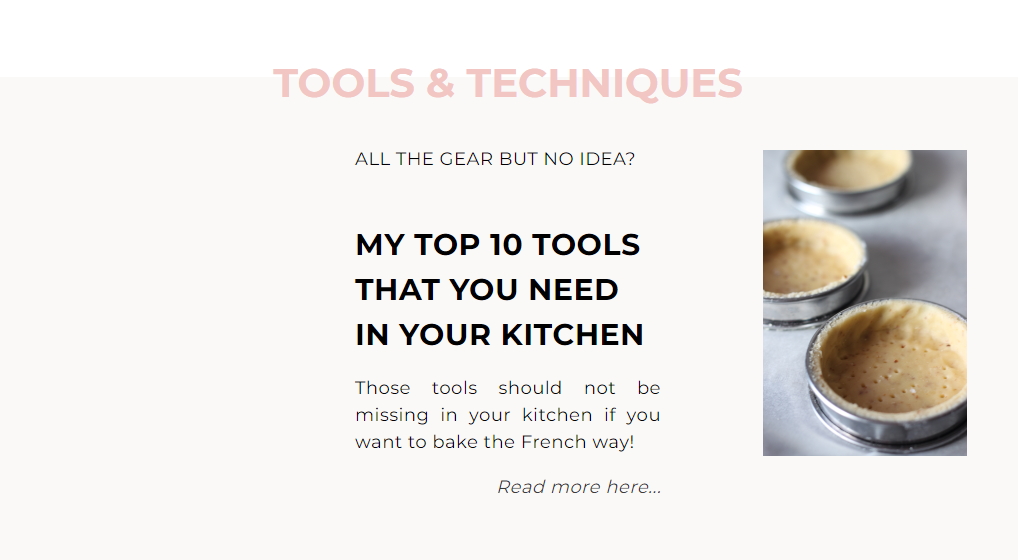 TOOLS & TECHNIQUES
ALL THE GEAR BUT NO IDEA?
MY TOP 10 TOOLS
THAT YOU NEED
IN YOUR KITCHEN
Those tools should not be
missing in your kitchen if you
want to bake the French way!
Read more here...